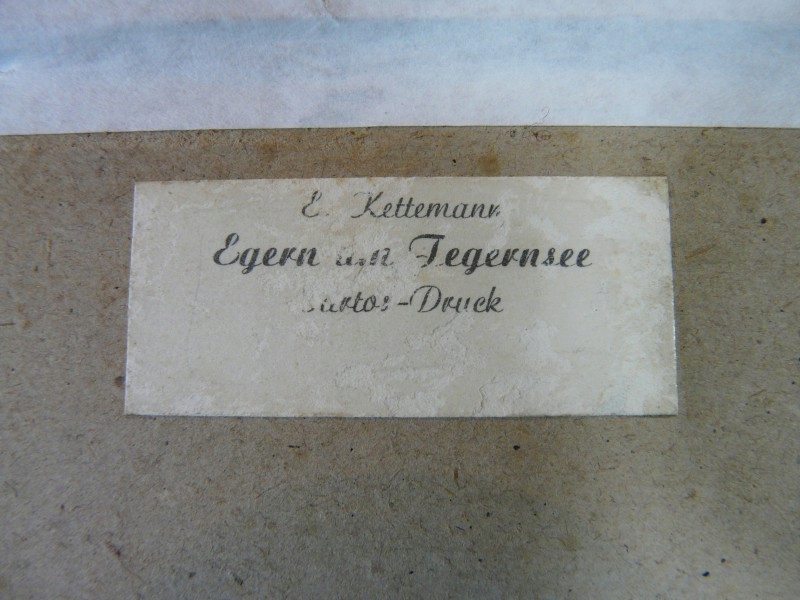 E. Kettemann
Egern am Tegernsee
-Druck